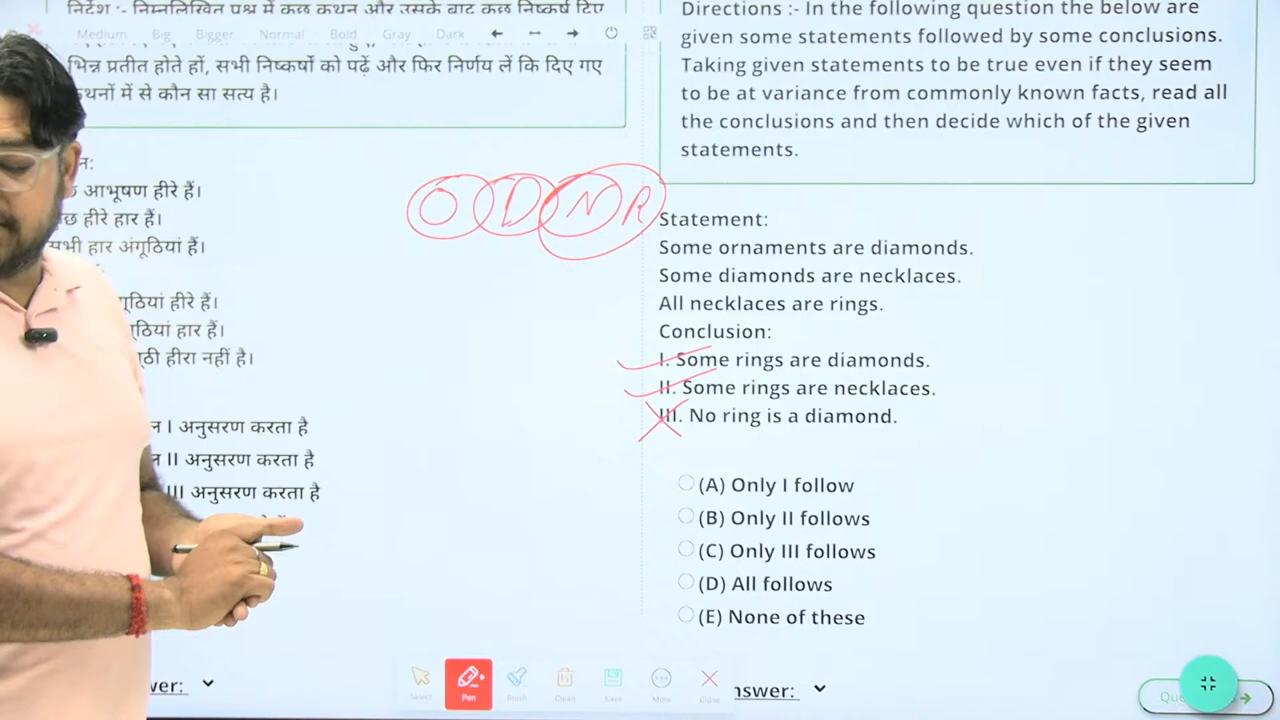 निर्देश :- निम्नलिखित प्रश्न में कुछ कथन और उसके बाद कुछ निष्कर्ष दिए
Medium Big Bigger Normal Bold Gray Dark
भिन्न प्रतीत होते हों, सभी निष्कर्षों को पढ़ें और फिर निर्णय लें कि दिए गए
में से कौन सा सत्य है।
आभूषण हीरे हैं।
हीरे हार हैं।
हार अंगूठियां हैं।
हीरे हैं।
हार हैं।
हीरा नहीं है।
I अनुसरण करता है
II अनुसरण करता है
III अनुसरण करता है
O D N R
Directions :- In the following question the below are
given some statements followed by some conclusions.
Taking given statements to be true even if they seem
to be at variance from commonly known facts, read all
the conclusions and then decide which of the given
statements.
Statement:
Some ornaments are diamonds.
Some diamonds are necklaces.
All necklaces are rings.
Conclusion:
I. Some rings are diamonds.
II. Some rings are necklaces.
III. No ring is a diamond.
(A) Only I follow
(B) Only II follows
(C) Only III follows
(D) All follows
(E) None of these
Select Pen Brush Clean Save More Close